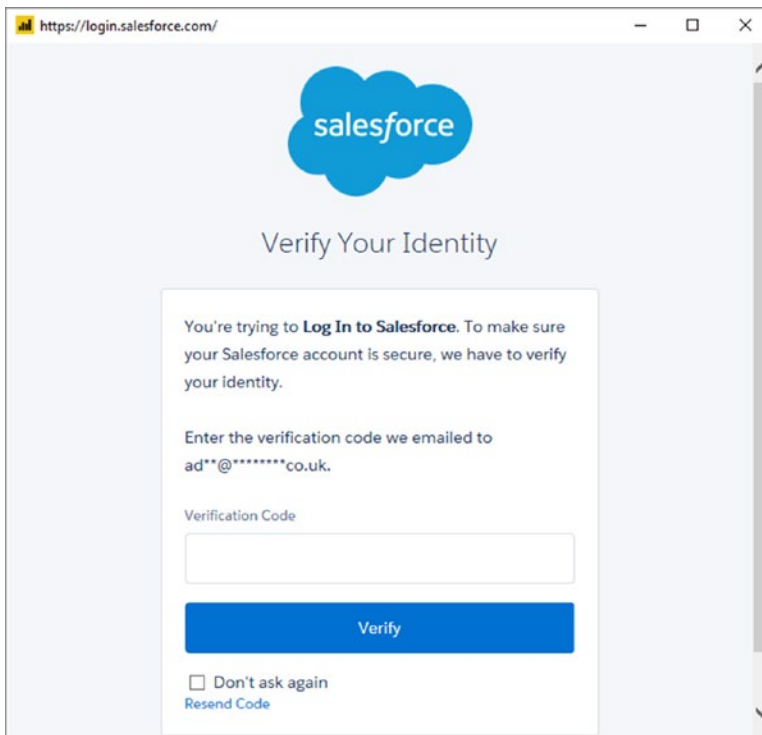 https://login.salesforce.com/
salesforce
Verify Your Identity
You're trying to Log In to Salesforce. To make sure
your Salesforce account is secure, we have to verify
your identity.
Enter the verification code we emailed to
ad**@********co.uk.
Verification Code
Verify
Don't ask again
Resend Code